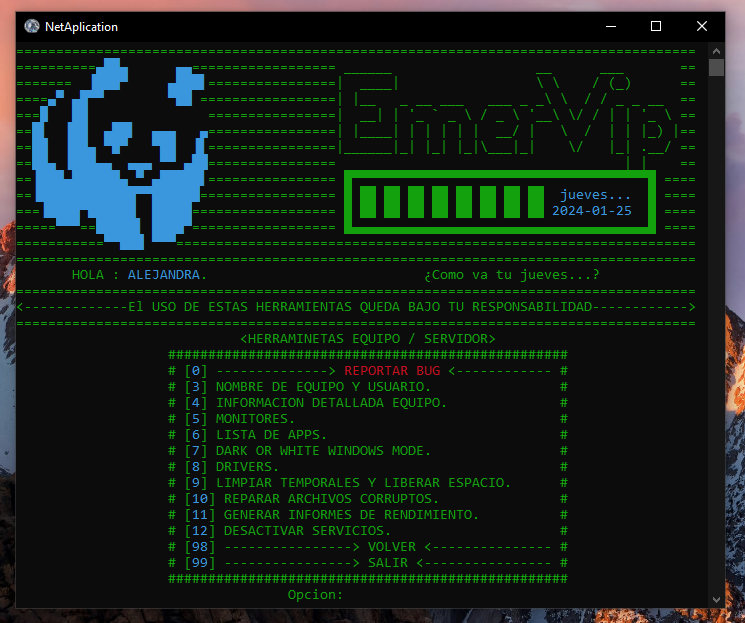 NetAplication
EmeVip
jueves...
2024-01-25
HOLA : ALEJANDRA. ¿Como va tu jueves...?
<-------------El USO DE ESTAS HERRAMIENTAS QUEDA BAJO TU RESPONSABILIDAD------------>
<HERRAMINETAS EQUIPO / SERVIDOR>
##################################################
# [0] --------------> REPORTAR BUG <------------ #
# [3] NOMBRE DE EQUIPO Y USUARIO. #
# [4] INFORMACION DETALLADA EQUIPO. #
# [5] MONITORES. #
# [6] LISTA DE APPS. #
# [7] DARK OR WHITE WINDOWS MODE. #
# [8] DRIVERS. #
# [9] LIMPIAR TEMPORALES Y LIBERAR ESPACIO. #
# [10] REPARAR ARCHIVOS CORRUPTOS. #
# [11] GENERAR INFORMES DE RENDIMIENTO. #
# [12] DESACTIVAR SERVICIOS. #
# [98] ----------------> VOLVER <--------------- #
# [99] ----------------> SALIR <---------------- #
##################################################
Opcion: